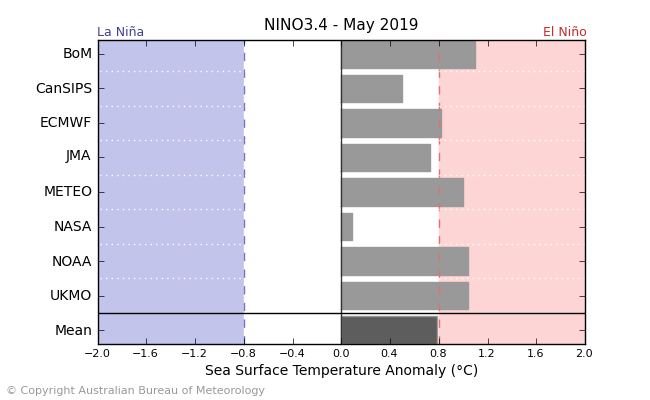 NINO3.4 - May 2019
La Niña
El Niño
BoM
CanSIPS
ECMWF
JMA
METEO
NASA
NOAA
UKMO
Mean
−2.0 −1.6 −1.2 −0.8 −0.4 0.0 0.4 0.8 1.2 1.6 2.0
Sea Surface Temperature Anomaly (°C)
© Copyright Australian Bureau of Meteorology